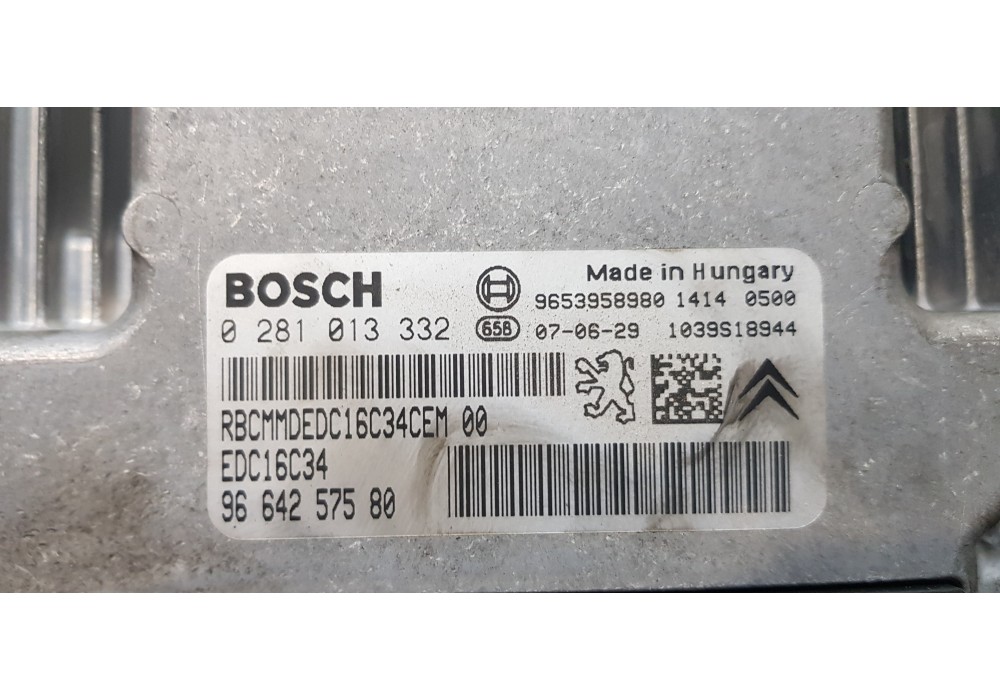 BOSCH
Made in Hungary
9653958980 1414 0500
0 281 013 332 658 07-06-29 1039S18944
RBCMMDEDC16C34CEM 00
EDC16C34
96 642 575 80